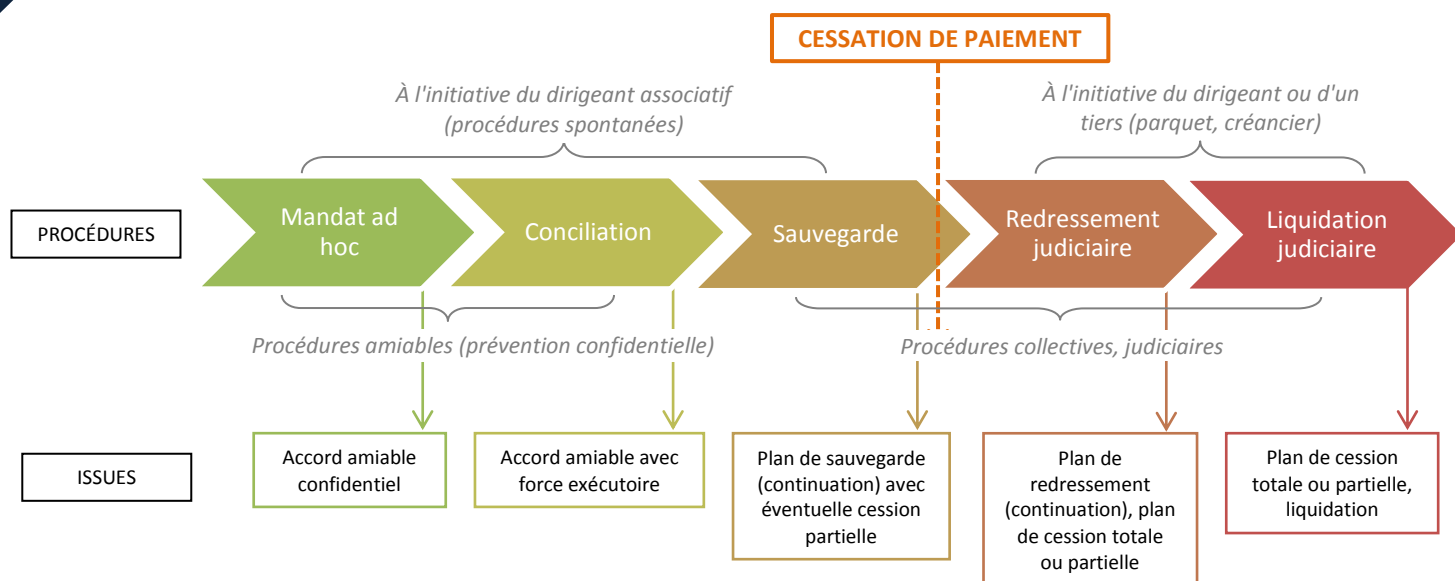 CESSATION DE PAIEMENT
À l'initiative du dirigeant associatif
(procédures spontanées)
À l'initiative du dirigeant ou d'un
tiers (parquet, créancier)
PROCÉDURES
Mandat ad
hoc
Conciliation
Sauvegarde
Redressement
judiciaire
Liquidation
judiciaire
Procédures amiables (prévention confidentielle)
Procédures collectives, judiciaires
ISSUES
Accord amiable
confidentiel
Accord amiable avec
force exécutoire
Plan de sauvegarde
(continuation) avec
éventuelle cession
partielle
Plan de
redressement
(continuation), plan
de cession totale
ou partielle
Plan de cession
totale ou partielle,
liquidation